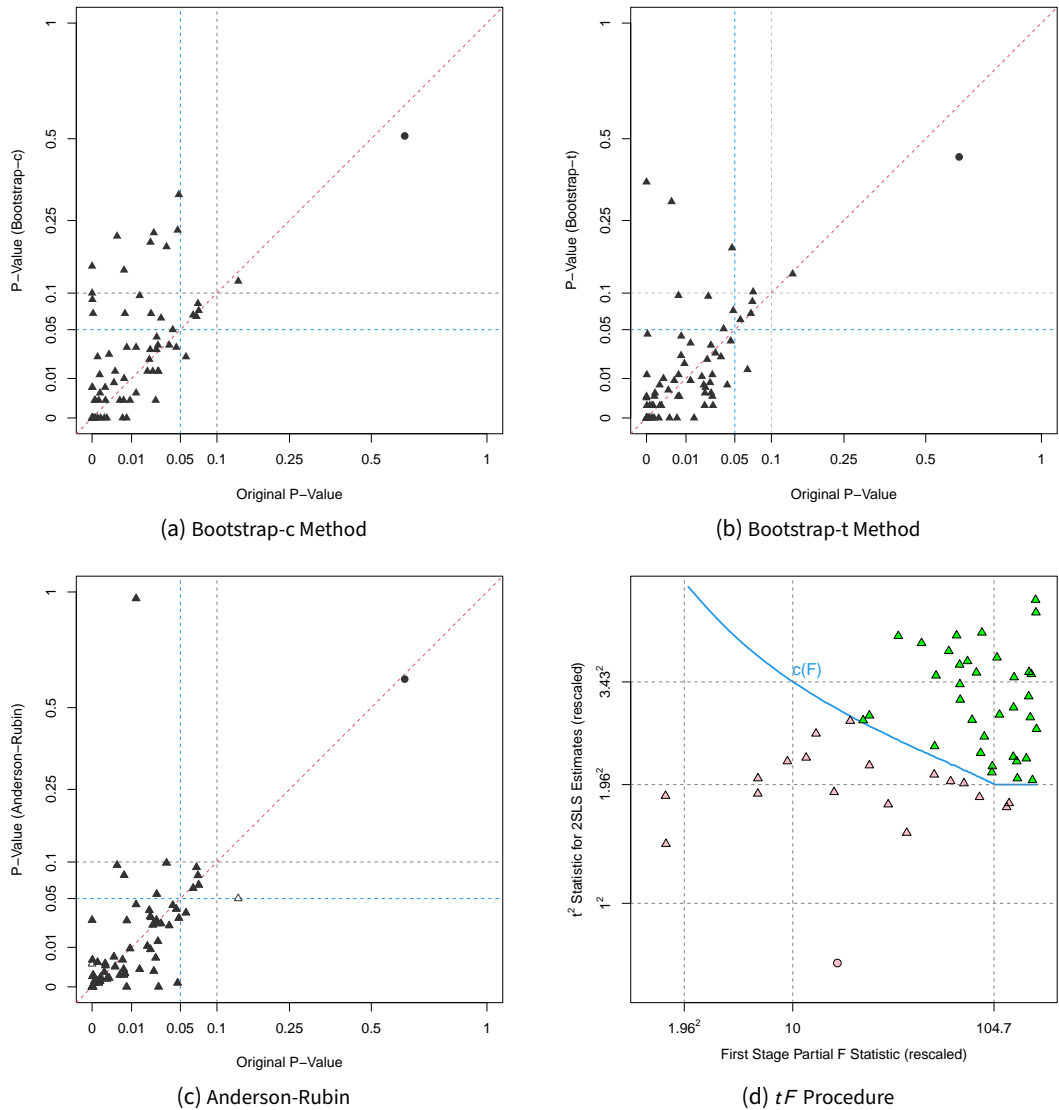 P−Value (Bootstrap−c)
1
0.5
0.25
0.1
0.05
0.01
0
0 0.01 0.05 0.1 0.25 0.5 1
Original P−Value
(a) Bootstrap-c Method
P−Value (Bootstrap−t)
1
0.5
0.25
0.1
0.05
0.01
0
0 0.01 0.05 0.1 0.25 0.5 1
Original P−Value
(b) Bootstrap-t Method
P−Value (Anderson−Rubin)
1
0.5
0.25
0.1
0.05
0.01
0
0 0.01 0.05 0.1 0.25 0.5 1
Original P−Value
(c) Anderson-Rubin
t² Statistic for 2SLS Estimates (rescaled)
3.43²
1.96²
1²
c(F)
1.96² 10 104.7
First Stage Partial F Statistic (rescaled)
(d) tF Procedure